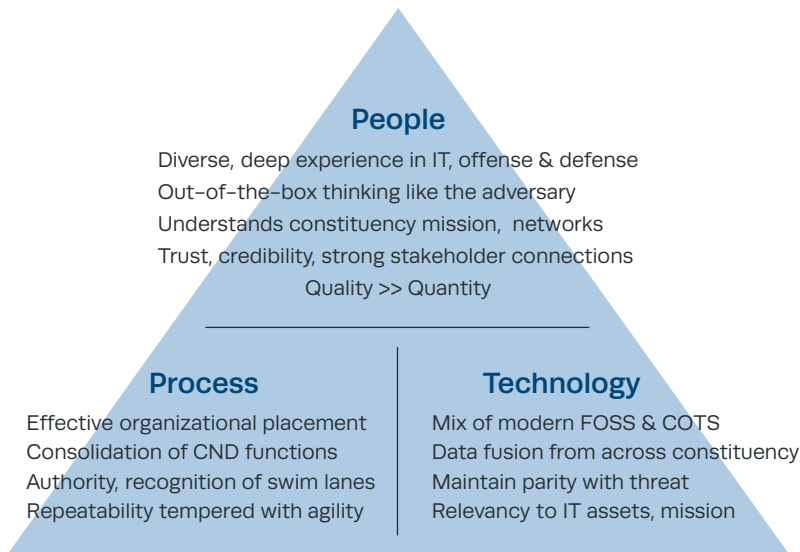 People
Diverse, deep experience in IT, offense & defense
Out-of-the-box thinking like the adversary
Understands constituency mission, networks
Trust, credibility, strong stakeholder connections
Quality >> Quantity
Process
Effective organizational placement
Consolidation of CND functions
Authority, recognition of swim lanes
Repeatability tempered with agility
Technology
Mix of modern FOSS & COTS
Data fusion from across constituency
Maintain parity with threat
Relevancy to IT assets, mission